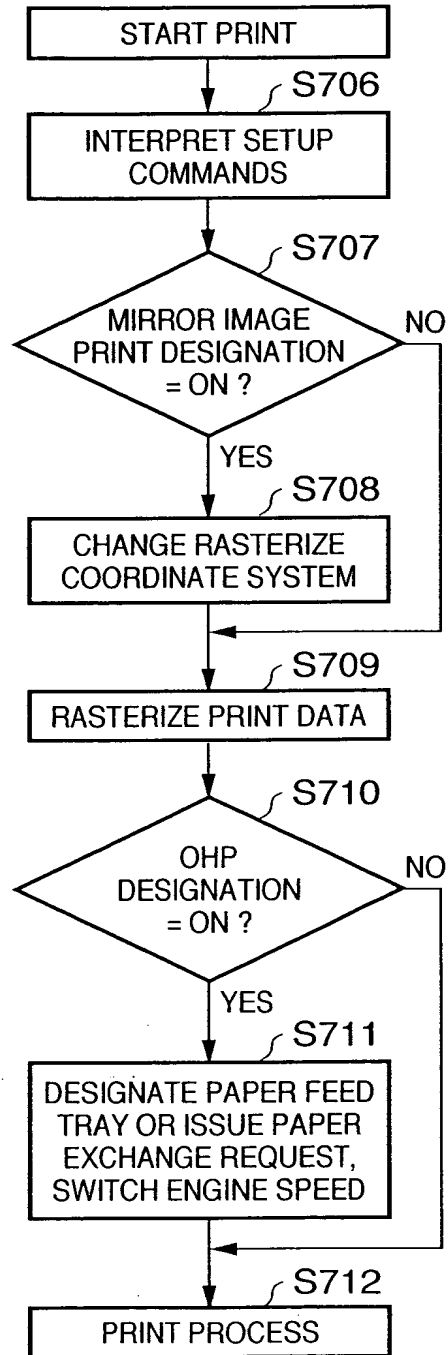 START PRINT
S706
INTERPRET SETUP
COMMANDS
S707
MIRROR IMAGE
PRINT DESIGNATION
= ON ?
NO
YES
S708
CHANGE RASTERIZE
COORDINATE SYSTEM
S709
RASTERIZE PRINT DATA
S710
OHP
DESIGNATION
= ON ?
NO
YES
S711
DESIGNATE PAPER FEED
TRAY OR ISSUE PAPER
EXCHANGE REQUEST,
SWITCH ENGINE SPEED
S712
PRINT PROCESS